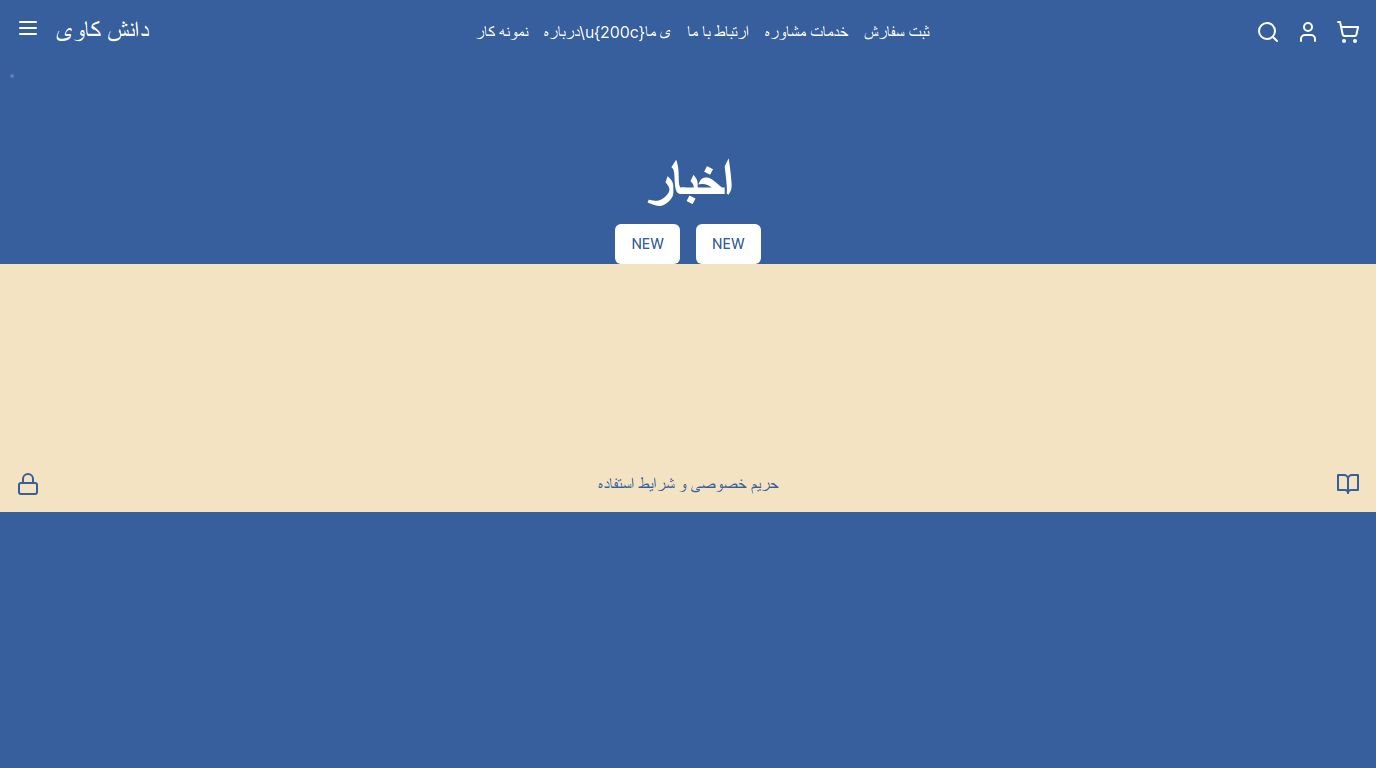 دانش کاوی
ثبت سفارش
خدمات مشاوره
ارتباط با ما
درباره\u{200c}ی ما
نمونه کار
اخبار
NEW
NEW
حریم خصوصی و شرایط استفاده